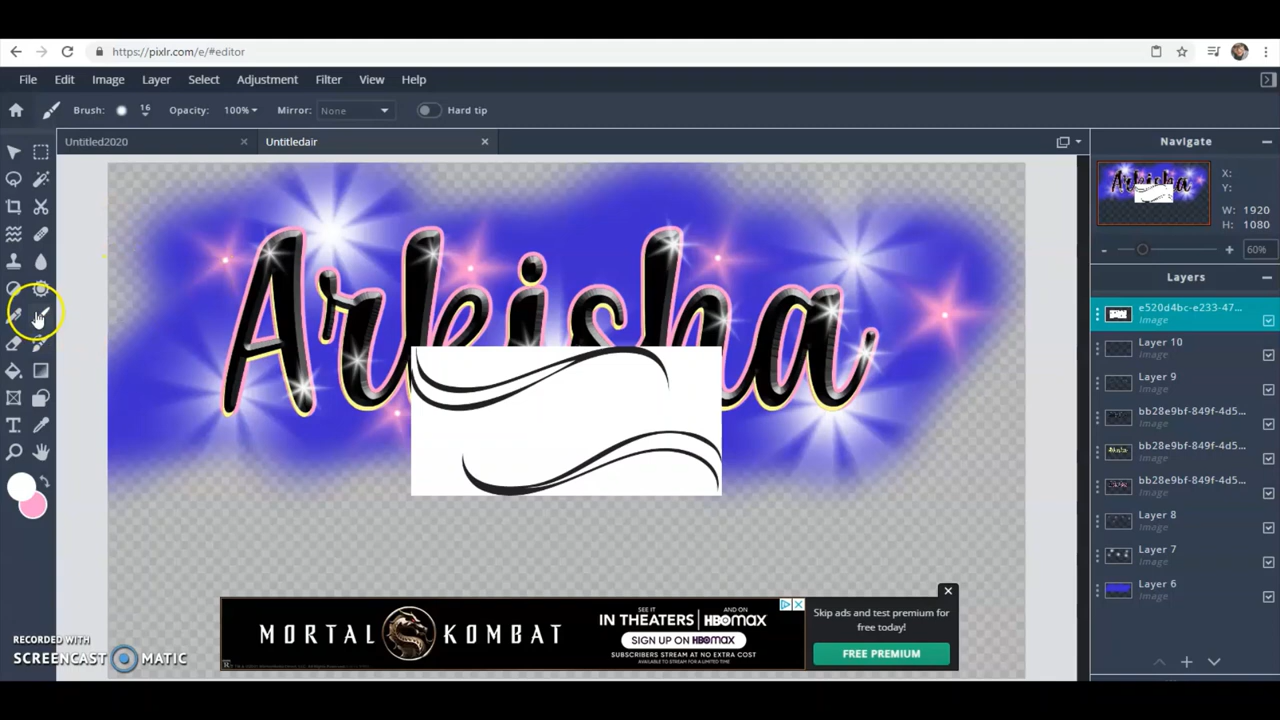 https://pixlr.com/e/#editor
File Edit Image Layer Select Adjustment Filter View Help
Brush: 16 Opacity: 100% Mirror: None Hard tip
Untitled2020 Untitledair
Navigate
X:
Y:
W: 1920
H: 1080
60%
Layers
e520d4bc-e233-47...
Image
Layer 10
Image
Layer 9
Image
bb28e9bf-849f-4d5...
Image
bb28e9bf-849f-4d5...
Image
bb28e9bf-849f-4d5...
Image
Layer 8
Image
Layer 7
Image
Layer 6
Image
Arkisha
MORTAL KOMBAT
SEE IT IN THEATERS AND ON HBOMAX
SIGN UP ON HBOMAX
SUBSCRIBERS STREAM AT NO EXTRA COST
Skip ads and test premium for
free today!
FREE PREMIUM
RECORDED WITH
SCREENCAST MATIC